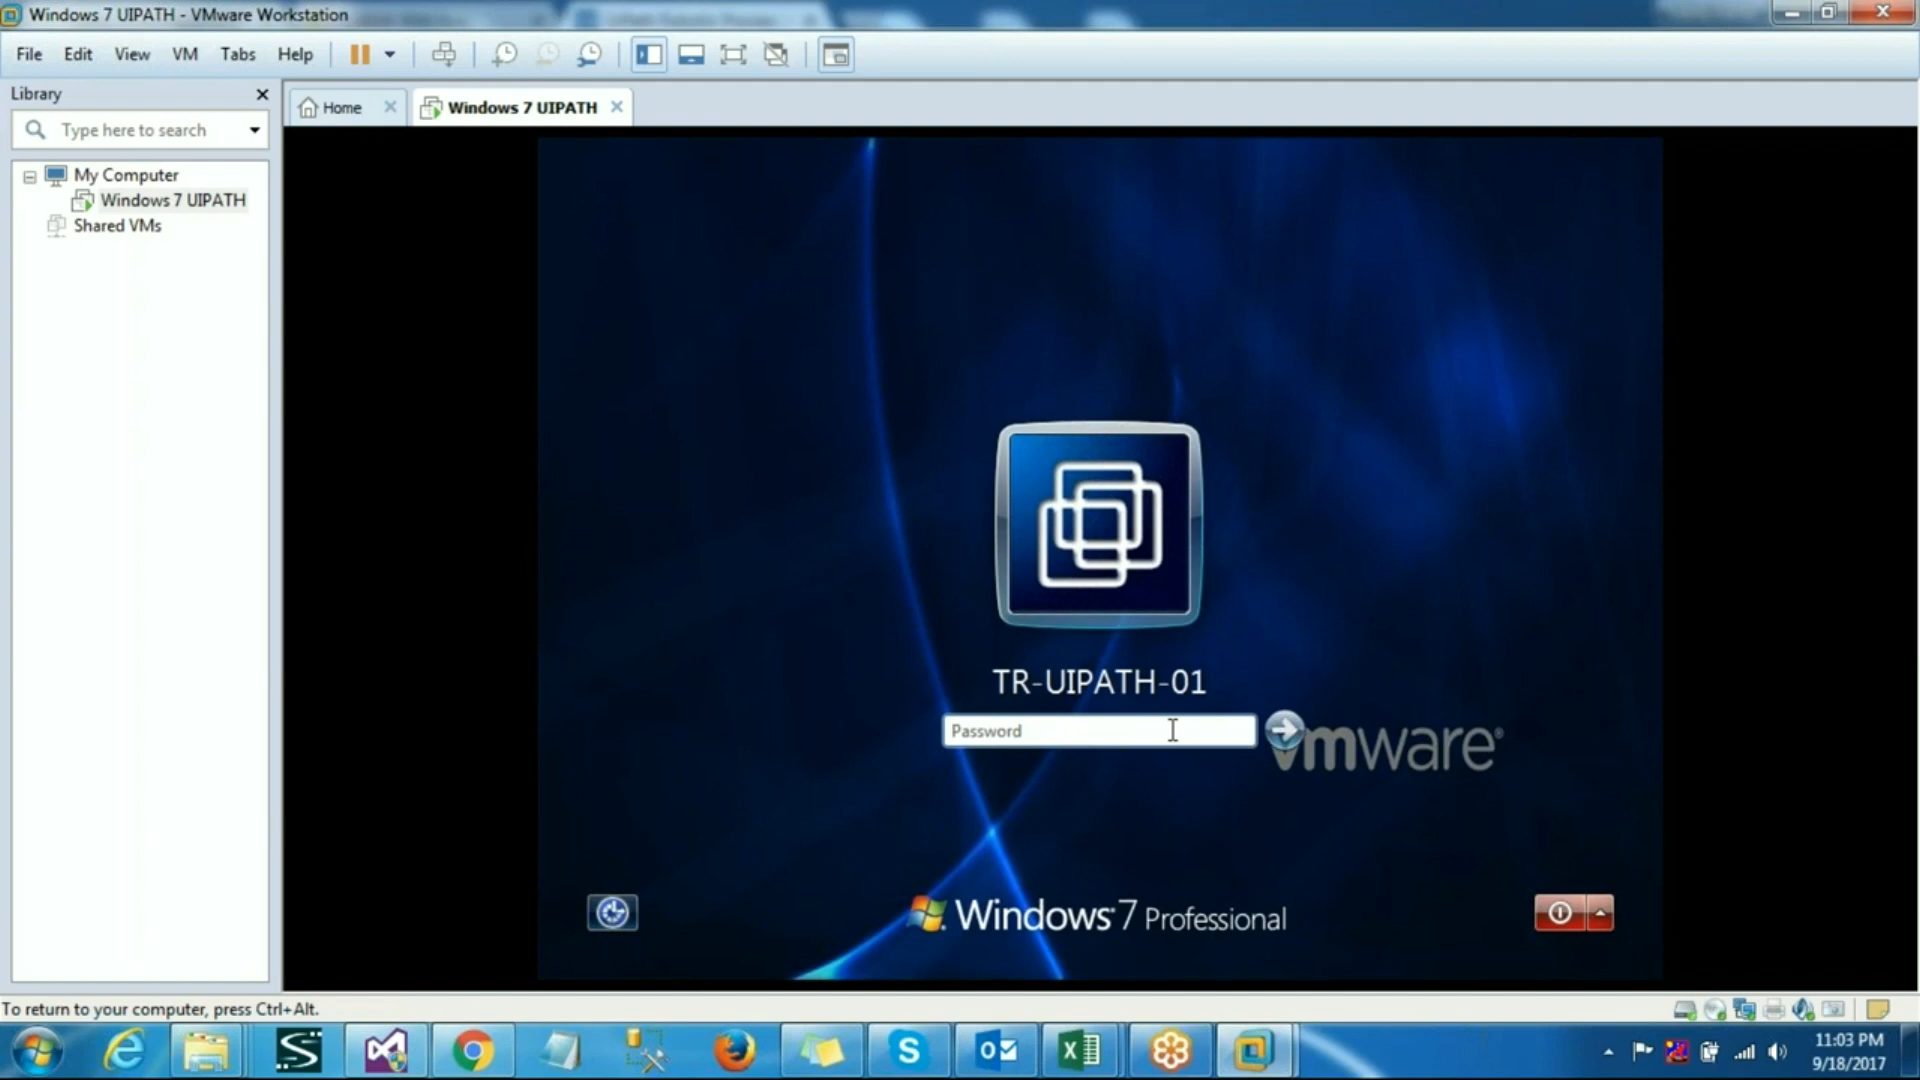 Windows 7 UIPATH - VMware Workstation
File Edit View VM Tabs Help
Library
Type here to search
My Computer
Windows 7 UIPATH
Shared VMs
Home
Windows 7 UIPATH
TR-UIPATH-01
Password
vmware®
Windows 7 Professional
To return to your computer, press Ctrl+Alt.
11:03 PM
9/18/2017